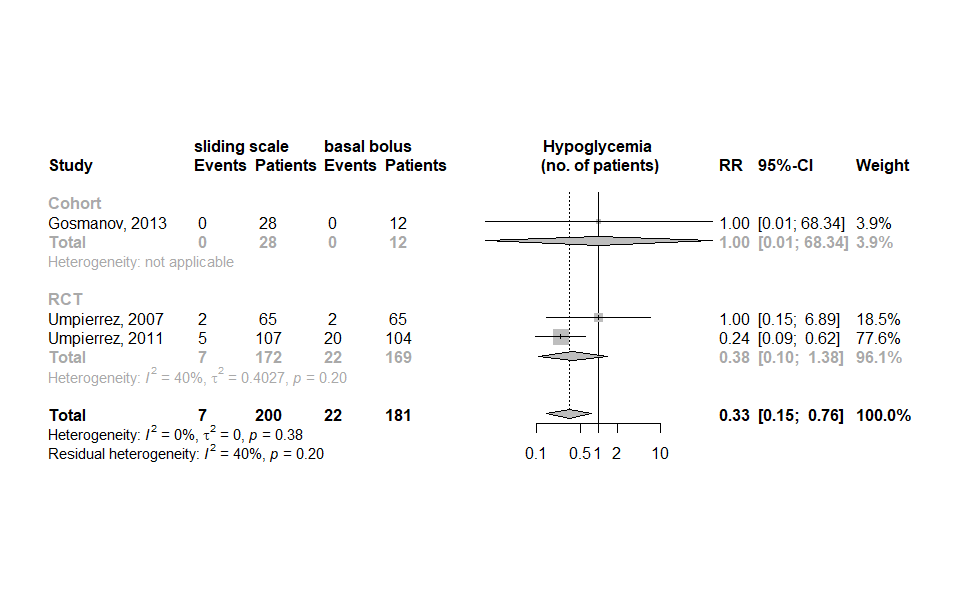 sliding scale basal bolus Hypoglycemia
Study Events Patients Events Patients (no. of patients) RR 95%-CI Weight
Cohort
Gosmanov, 2013 0 28 0 12 1.00 [0.01; 68.34] 3.9%
Total 0 28 0 12 1.00 [0.01; 68.34] 3.9%
Heterogeneity: not applicable
RCT
Umpierrez, 2007 2 65 2 65 1.00 [0.15; 6.89] 18.5%
Umpierrez, 2011 5 107 20 104 0.24 [0.09; 0.62] 77.6%
Total 7 172 22 169 0.38 [0.10; 1.38] 96.1%
Heterogeneity: I² = 40%, τ² = 0.4027, p = 0.20
Total 7 200 22 181 0.33 [0.15; 0.76] 100.0%
Heterogeneity: I² = 0%, τ² = 0, p = 0.38
Residual heterogeneity: I² = 40%, p = 0.20
0.1 0.5 1 2 10